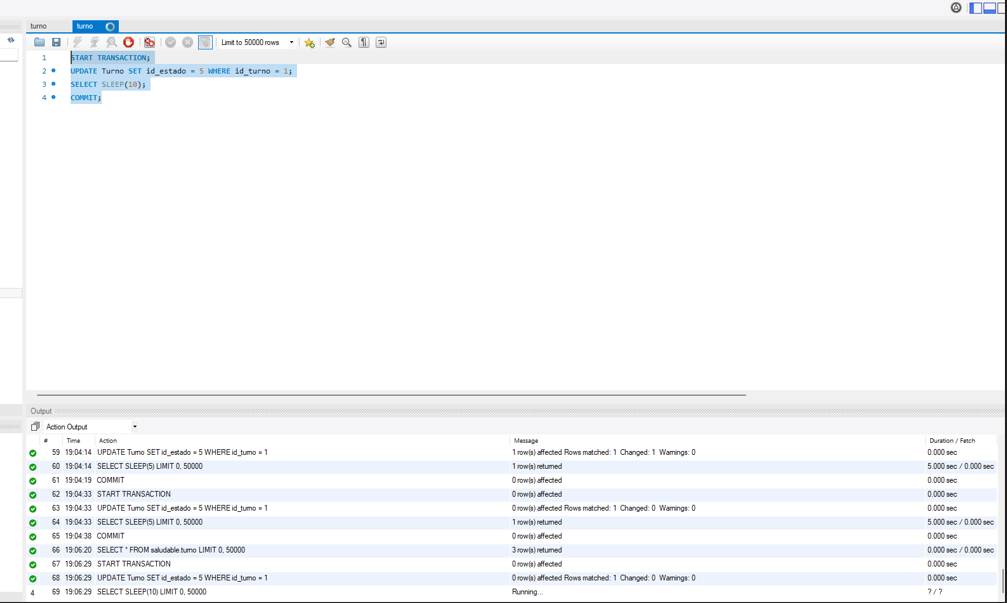 turno turno
Limit to 50000 rows
1 START TRANSACTION;
2 UPDATE Turno SET id_estado = 5 WHERE id_turno = 1;
3 SELECT SLEEP(10);
4 COMMIT;
Output
Action Output
# Time Action Message Duration / Fetch
59 19:04:14 UPDATE Turno SET id_estado = 5 WHERE id_turno = 1 1 row(s) affected Rows matched: 1 Changed: 1 Warnings: 0 0.000 sec
60 19:04:14 SELECT SLEEP(5) LIMIT 0, 50000 1 row(s) returned 5.000 sec / 0.000 sec
61 19:04:19 COMMIT 0 row(s) affected 0.000 sec
62 19:04:33 START TRANSACTION 0 row(s) affected 0.000 sec
63 19:04:33 UPDATE Turno SET id_estado = 5 WHERE id_turno = 1 0 row(s) affected Rows matched: 1 Changed: 0 Warnings: 0 0.000 sec
64 19:04:33 SELECT SLEEP(5) LIMIT 0, 50000 1 row(s) returned 5.000 sec / 0.000 sec
65 19:04:38 COMMIT 0 row(s) affected 0.000 sec
66 19:06:20 SELECT * FROM saludable.turno LIMIT 0, 50000 3 row(s) returned 0.000 sec / 0.000 sec
67 19:06:29 START TRANSACTION 0 row(s) affected 0.000 sec
68 19:06:29 UPDATE Turno SET id_estado = 5 WHERE id_turno = 1 0 row(s) affected Rows matched: 1 Changed: 0 Warnings: 0 0.000 sec
69 19:06:29 SELECT SLEEP(10) LIMIT 0, 50000 Running... ? / ?